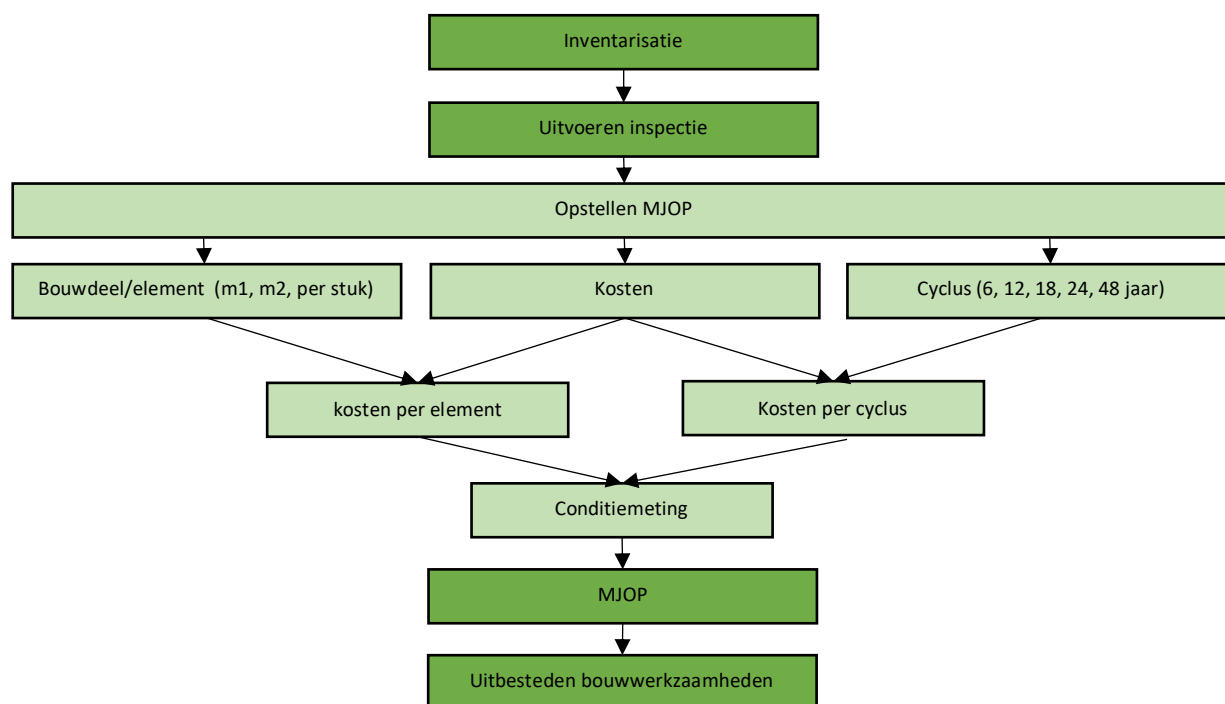 Inventarisatie
Uitvoeren inspectie
Opstellen MJOP
Bouwdeel/element (m1, m2, per stuk)
Kosten
Cyclus (6, 12, 18, 24, 48 jaar)
kosten per element
Kosten per cyclus
Conditiemeting
MJOP
Uitbesteden bouwwerkzaamheden